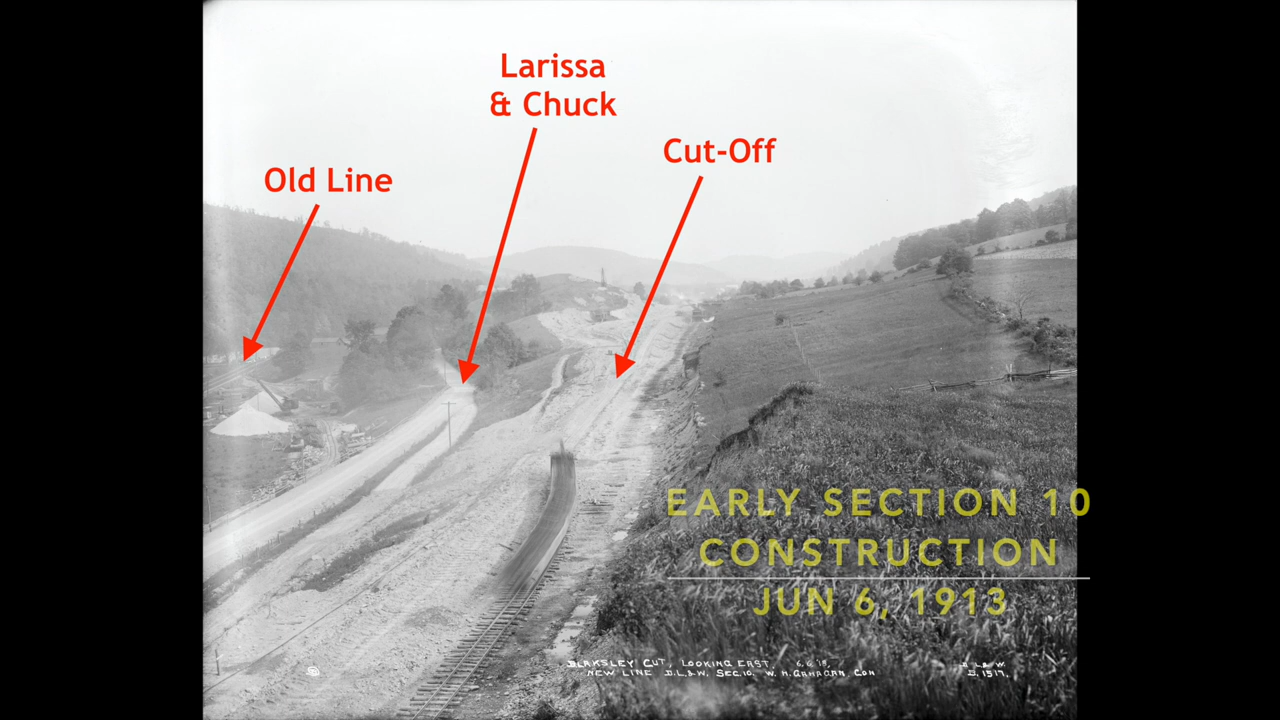 Larissa
& Chuck
Cut-Off
Old Line
EARLY SECTION 10
CONSTRUCTION
JUN 6, 1913
BLAKSLEY CUT, LOOKING EAST, 6.6.13.
NEW LINE D.L.&W. SEC.10. W. H. GAHAGAN, CON
D. L. & W.
D.1517.